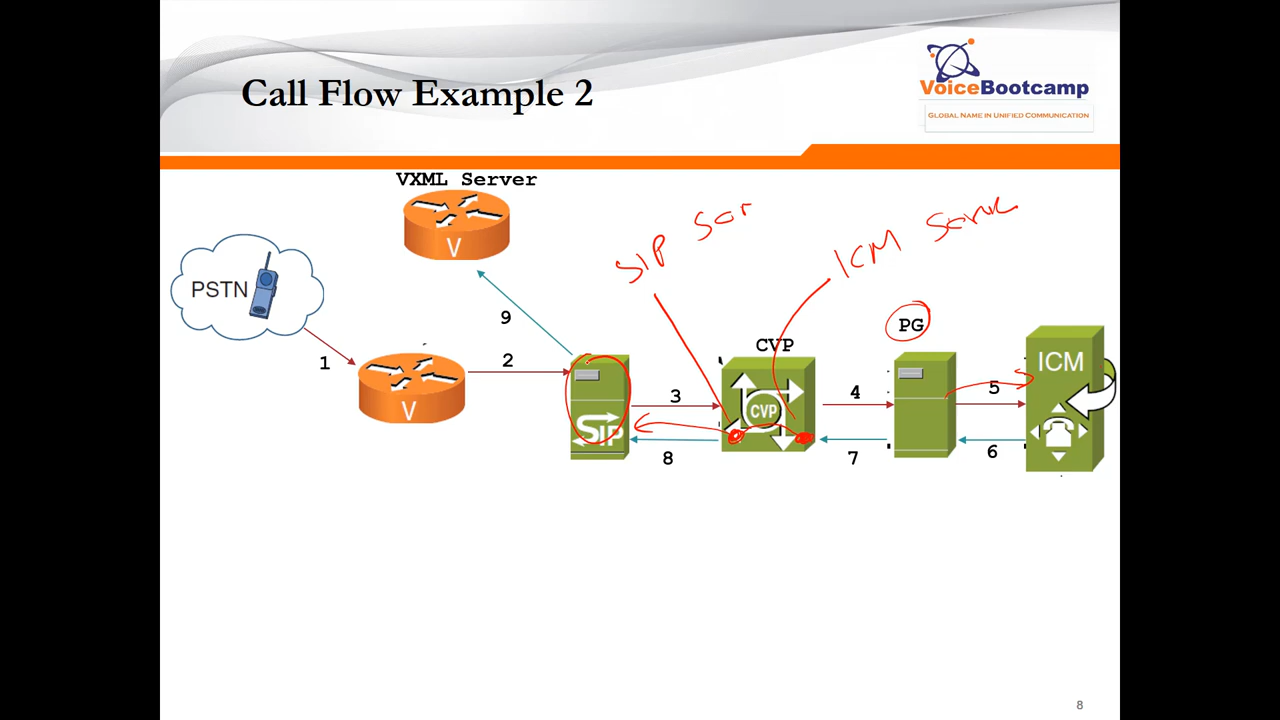 Call Flow Example 2
VoiceBootcamp
GLOBAL NAME IN UNIFIED COMMUNICATION
VXML Server
V
PSTN
SIP Ser
ICM Service
9
PG
1
V
2
SIP
3
CVP
CVP
4
5
ICM
8
7
6
8